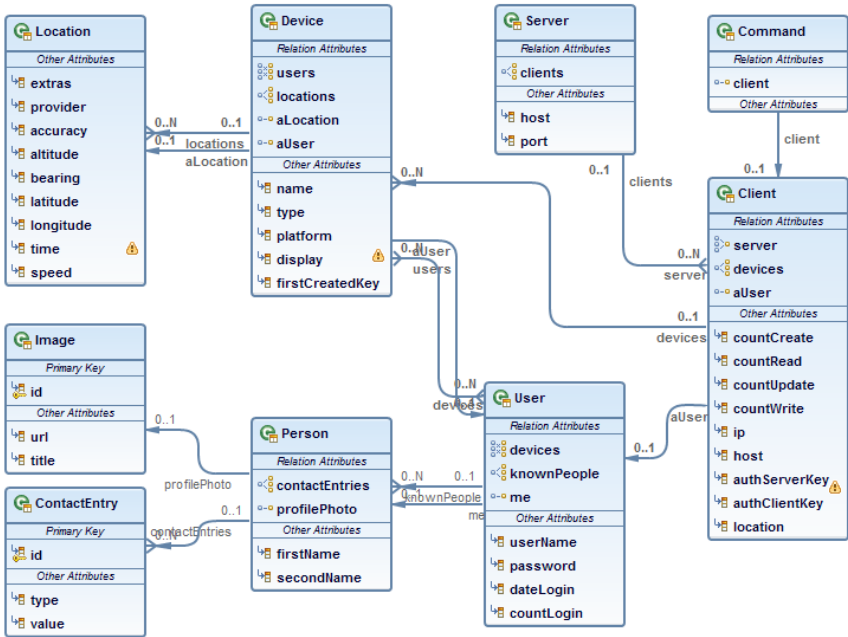 Location
Other Attributes
extras
provider
accuracy
altitude
bearing
latitude
longitude
time
speed
Device
Relation Attributes
users
locations
aLocation
aUser
Other Attributes
name
type
platform
display
firstCreatedKey
Server
Relation Attributes
clients
Other Attributes
host
port
Command
Relation Attributes
client
Other Attributes
0..N
0..1
locations
0..1
aLocation
client
0..1
0..1
clients
0..N
server
Client
Relation Attributes
server
devices
aUser
Other Attributes
countCreate
countRead
countUpdate
countWrite
ip
host
authServerKey
authClientKey
location
0..N
0..1
devices
0..N
aUser
users
0..N
devices
aUser
0..1
Image
Primary Key
id
Other Attributes
url
title
0..1
profilePhoto
Person
Relation Attributes
contactEntries
profilePhoto
Other Attributes
firstName
secondName
User
Relation Attributes
devices
knownPeople
me
Other Attributes
userName
password
dateLogin
countLogin
0..N
0..1
knownPeople
0..1
me
ContactEntry
Primary Key
id
Other Attributes
type
value
0..1
contactEntries
0..N